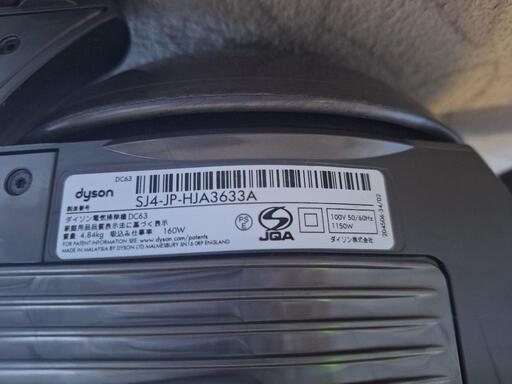 DC63
dyson
製造番号
SJ4-JP-HJA3633A
ダイソン電気掃除機 DC63
家庭用品品質表示法に基づく表示
質量: 4.84kg 吸込み仕事率: 160W
FOR PATENT INFORMATION SEE www.dyson.com/patents
MADE IN MALAYSIA BY DYSON LTD MALMESBURY SN16 0RP ENGLAND
PS
E
JQA
100V 50/60Hz
1150W
ダイソン株式会社
204506-34/02